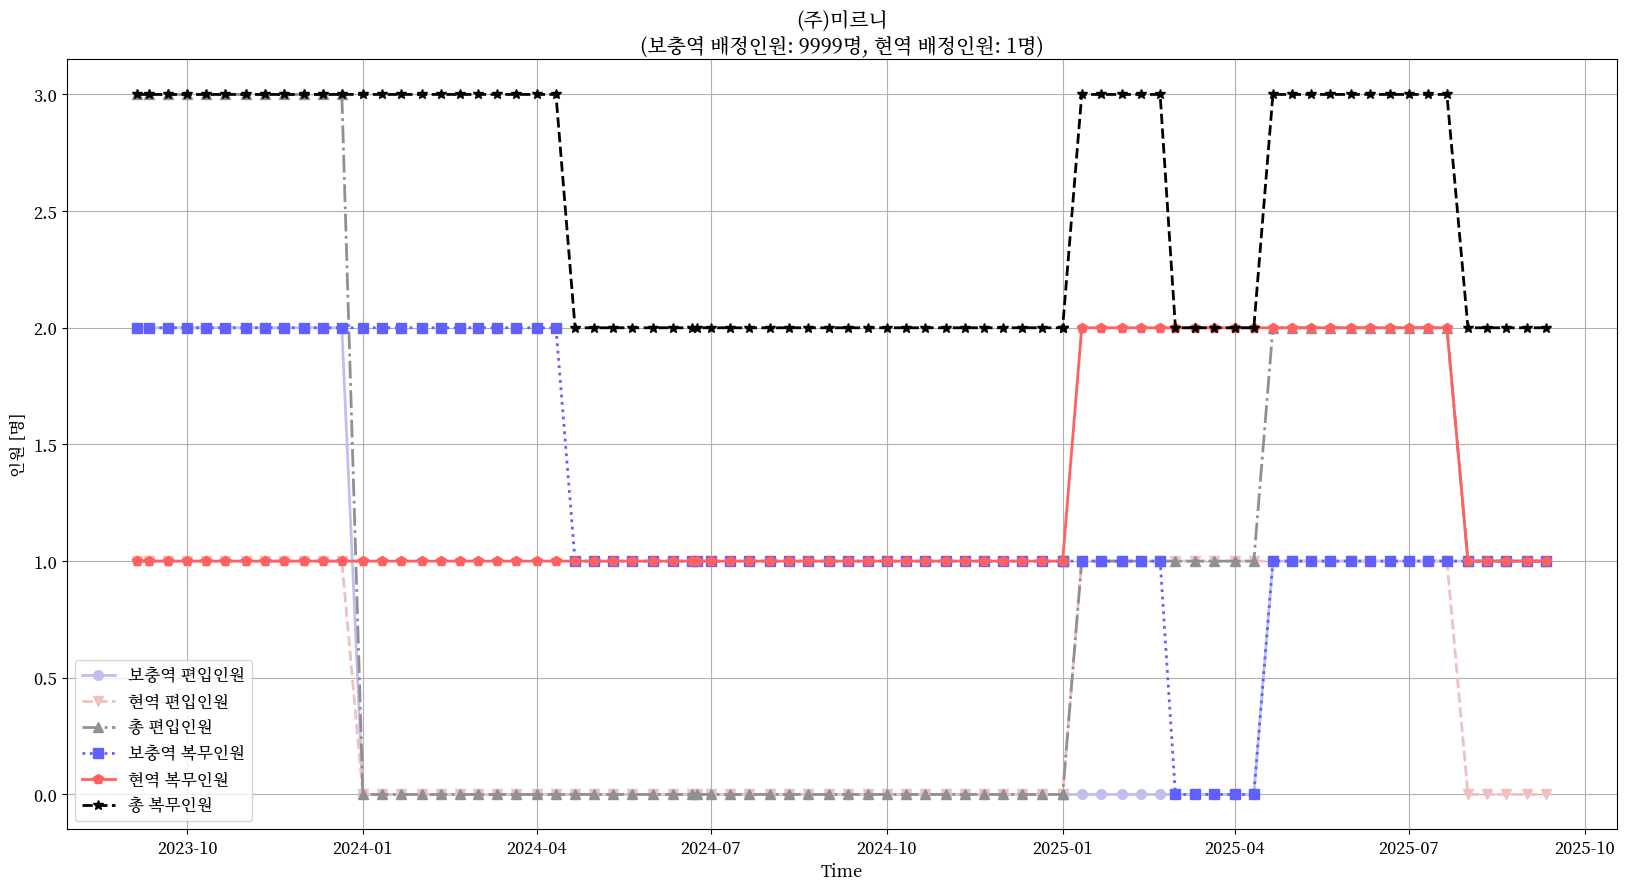 (주)미르니
(보충역 배정인원: 9999명, 현역 배정인원: 1명)
인원 [명]
3.0
2.5
2.0
1.5
1.0
0.5
0.0
보충역 편입인원
현역 편입인원
총 편입인원
보충역 복무인원
현역 복무인원
총 복무인원
2023-10
2024-01
2024-04
2024-07
2024-10
2025-01
2025-04
2025-07
2025-10
Time